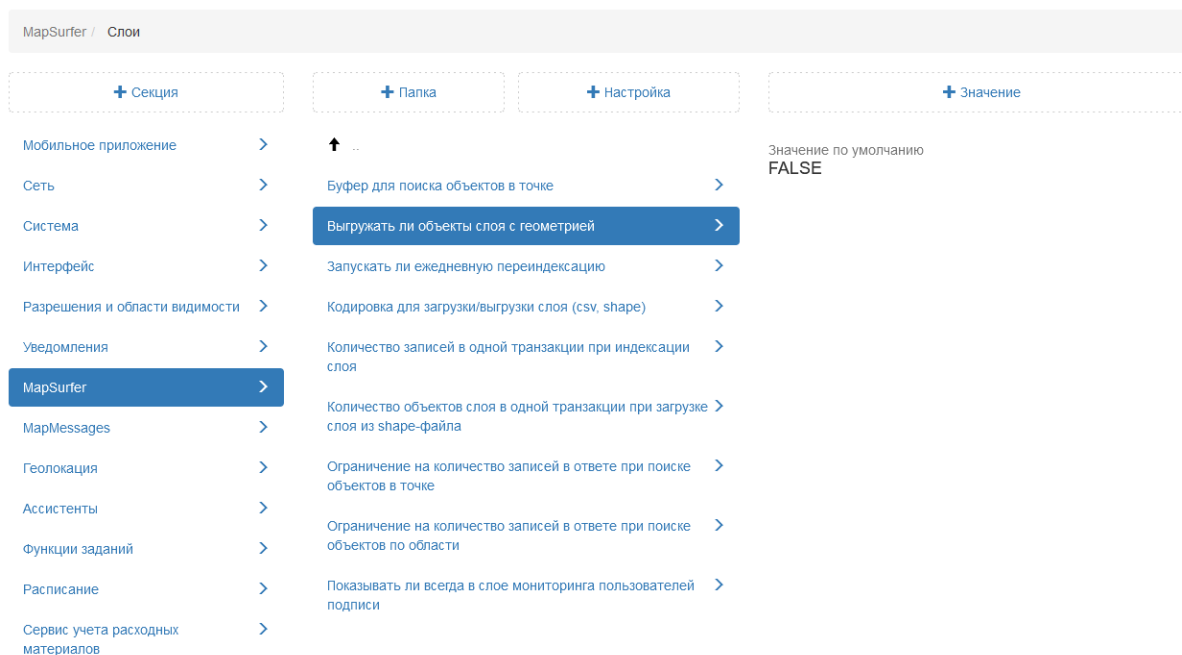 MapSurfer / Слои
+ Секция
+ Папка
+ Настройка
+ Значение
Мобильное приложение
Сеть
Система
Интерфейс
Разрешения и области видимости
Уведомления
MapSurfer
MapMessages
Геолокация
Ассистенты
Функции заданий
Расписание
Сервис учета расходных
материалов
..
Буфер для поиска объектов в точке
Выгружать ли объекты слоя с геометрией
Запускать ли ежедневную переиндексацию
Кодировка для загрузки/выгрузки слоя (csv, shape)
Количество записей в одной транзакции при индексации
слоя
Количество объектов слоя в одной транзакции при загрузке
слоя из shape-файла
Ограничение на количество записей в ответе при поиске
объектов в точке
Ограничение на количество записей в ответе при поиске
объектов по области
Показывать ли всегда в слое мониторинга пользователей
подписи
Значение по умолчанию
FALSE